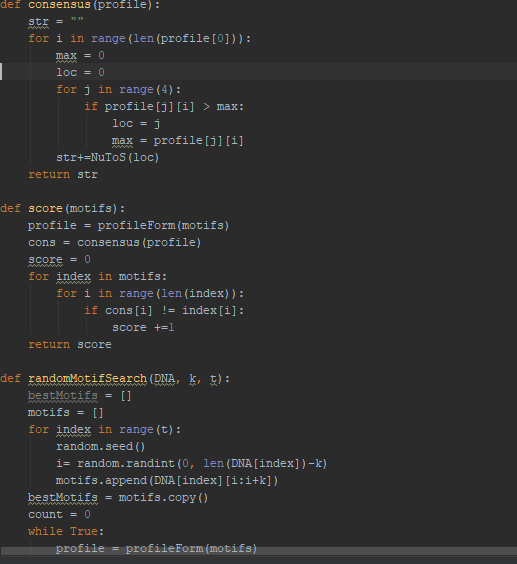 def consensus(profile):
    str = ""
    for i in range(len(profile[0])):
        max = 0
        loc = 0
        for j in range(4):
            if profile[j][i] > max:
                loc = j
                max = profile[j][i]
        str+=NuToS(loc)
    return str
def score(motifs):
    profile = profileForm(motifs)
    cons = consensus(profile)
    score = 0
    for index in motifs:
        for i in range(len(index)):
            if cons[i] != index[i]:
                score +=1
    return score
def randomMotifSearch(DNA, k, t):
    bestMotifs = []
    motifs = []
    for index in range(t):
        random.seed()
        i= random.randint(0, len(DNA[index])-k)
        motifs.append(DNA[index][i:i+k])
    bestMotifs = motifs.copy()
    count = 0
    while True:
        profile = profileForm(motifs)